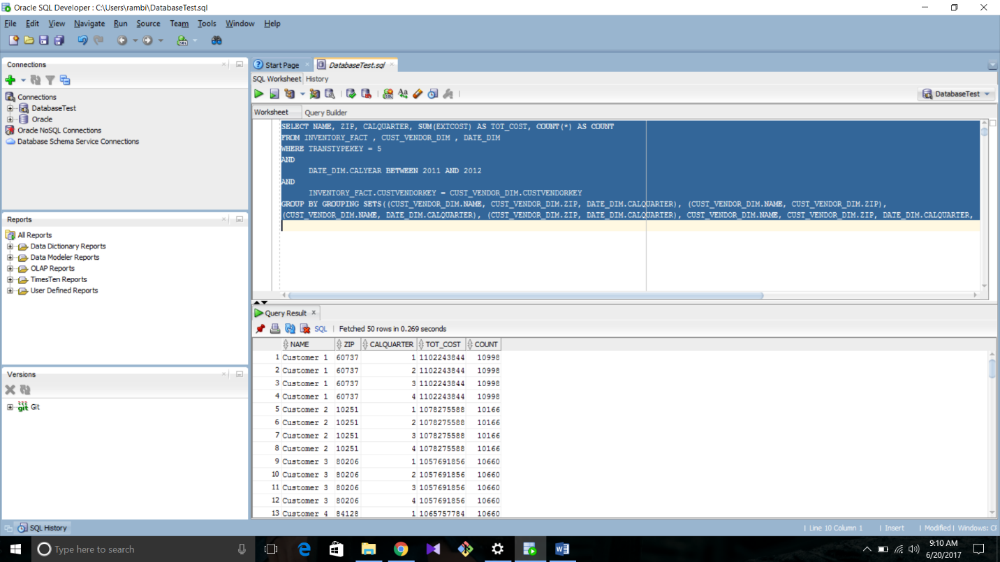 Oracle SQL Developer : C:\Users\rambi\DatabaseTest.sql
File Edit View Navigate Run Source Team Tools Window Help
Connections
Connections
DatabaseTest
Oracle
Oracle NoSQL Connections
Database Schema Service Connections
Reports
All Reports
Data Dictionary Reports
Data Modeler Reports
OLAP Reports
TimesTen Reports
User Defined Reports
Versions
git Git
Start Page DatabaseTest.sql
SQL Worksheet History
DatabaseTest
Worksheet Query Builder
SELECT NAME, ZIP, CALQUARTER, SUM(EXTCOST) AS TOT_COST, COUNT(*) AS COUNT
FROM INVENTORY_FACT , CUST_VENDOR_DIM , DATE_DIM
WHERE TRANSTYPEKEY = 5
AND
DATE_DIM.CALYEAR BETWEEN 2011 AND 2012
AND
INVENTORY_FACT.CUSTVENDORKEY = CUST_VENDOR_DIM.CUSTVENDORKEY
GROUP BY GROUPING SETS((CUST_VENDOR_DIM.NAME, CUST_VENDOR_DIM.ZIP, DATE_DIM.CALQUARTER), (CUST_VENDOR_DIM.NAME, CUST_VENDOR_DIM.ZIP),
(CUST_VENDOR_DIM.NAME, DATE_DIM.CALQUARTER), (CUST_VENDOR_DIM.ZIP, DATE_DIM.CALQUARTER), CUST_VENDOR_DIM.NAME, CUST_VENDOR_DIM.ZIP, DATE_DIM.CALQUARTER,
Query Result
SQL | Fetched 50 rows in 0.269 seconds
NAME ZIP CALQUARTER TOT_COST COUNT
1 Customer 1 60737 1 1102243844 10998
2 Customer 1 60737 2 1102243844 10998
3 Customer 1 60737 3 1102243844 10998
4 Customer 1 60737 4 1102243844 10998
5 Customer 2 10251 1 1078275588 10166
6 Customer 2 10251 2 1078275588 10166
7 Customer 2 10251 3 1078275588 10166
8 Customer 2 10251 4 1078275588 10166
9 Customer 3 80206 1 1057691856 10660
10 Customer 3 80206 2 1057691856 10660
11 Customer 3 80206 3 1057691856 10660
12 Customer 3 80206 4 1057691856 10660
13 Customer 4 84128 1 1065757784 10660
SQL History
| Line 10 Column 1 | Insert | Modified | Windows: C
Type here to search
9:10 AM
6/20/2017